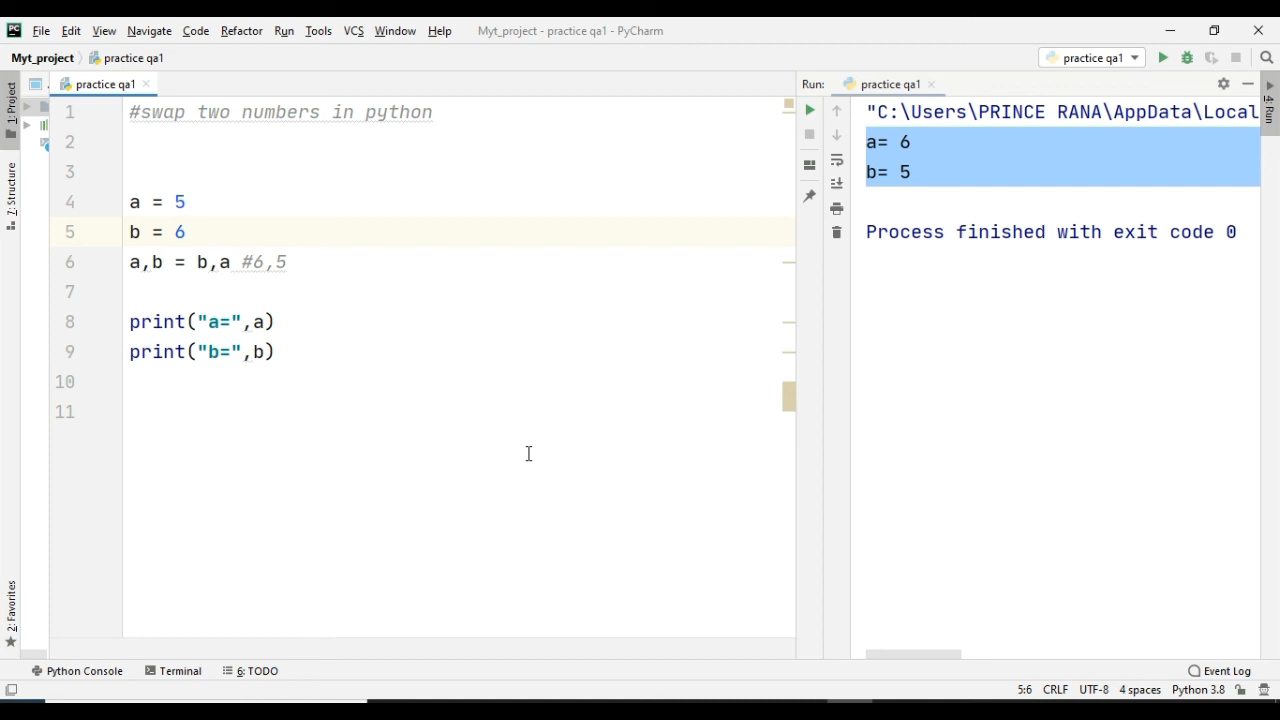 PC File Edit View Navigate Code Refactor Run Tools VCS Window Help Myt_project - practice qa1 - PyCharm
Myt_project practice qa1 practice qa1
practice qa1
Run: practice qa1
1: Project
Z: Structure
2: Favorites
4: Run
1 #swap two numbers in python
2
3
4 a = 5
5 b = 6
6 a,b = b,a #6,5
7
8 print("a=",a)
9 print("b=",b)
10
11
"C:\Users\PRINCE RANA\AppData\Local
a= 6
b= 5
Process finished with exit code 0
Python Console Terminal 6: TODO Event Log
5:6 CRLF UTF-8 4 spaces Python 3.8